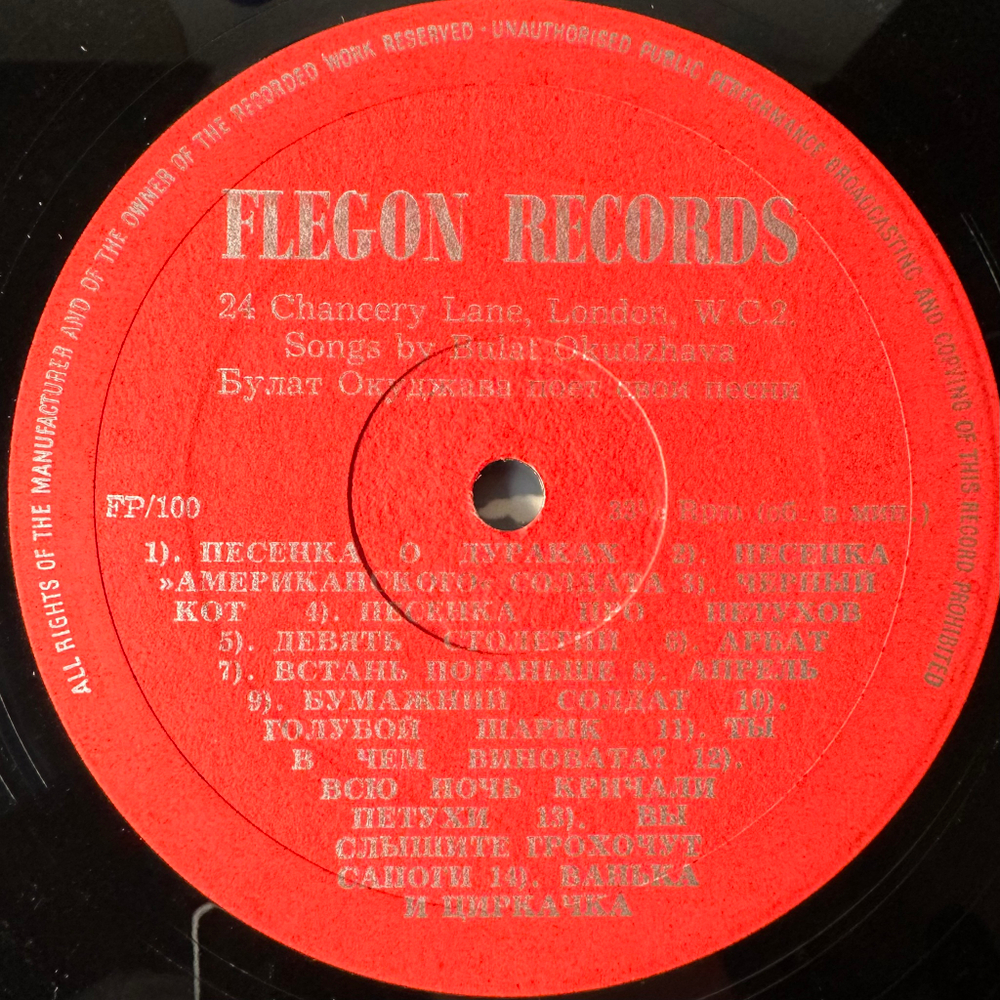 ALL RIGHTS OF THE MANUFACTURER AND OF THE OWNER OF THE RECORDED WORK RESERVED · UNAUTHORISED PUBLIC PERFORMANCE BROADCASTING AND COPYING OF THIS RECORD PROHIBITED
FLEGON RECORDS
24 Chancery Lane, London, W.C.2.
Songs by Bulat Okudzhava
Булат Окуджава поет свои песни
FP/100
(об. в мин.)
1). ПЕСЕНКА О ДУРАКАХ 2). ПЕСЕНКА
»АМЕРИКАНСКОГО« СОЛДАТА 3). ЧЕРНЫЙ
КОТ 4). ПЕСЕНКА ПРО ПЕТУХОВ
5). ДЕВЯТЬ СТОЛЕТИЙ 6). АРБАТ
7). ВСТАНЬ ПОРАНЬШЕ 8). АПРЕЛЬ
9). БУМАЖНИЙ СОЛДАТ 10).
ГОЛУБОЙ ШАРИК 11). ТЫ
В ЧЕМ ВИНОВАТА? 12).
ВСЮ НОЧЬ КРИЧАЛИ
ПЕТУХИ 13). ВЫ
СЛЫШИТЕ ГРОХОЧУТ
САПОГИ 14). ВАНЬКА
И ЦИРКАЧКА